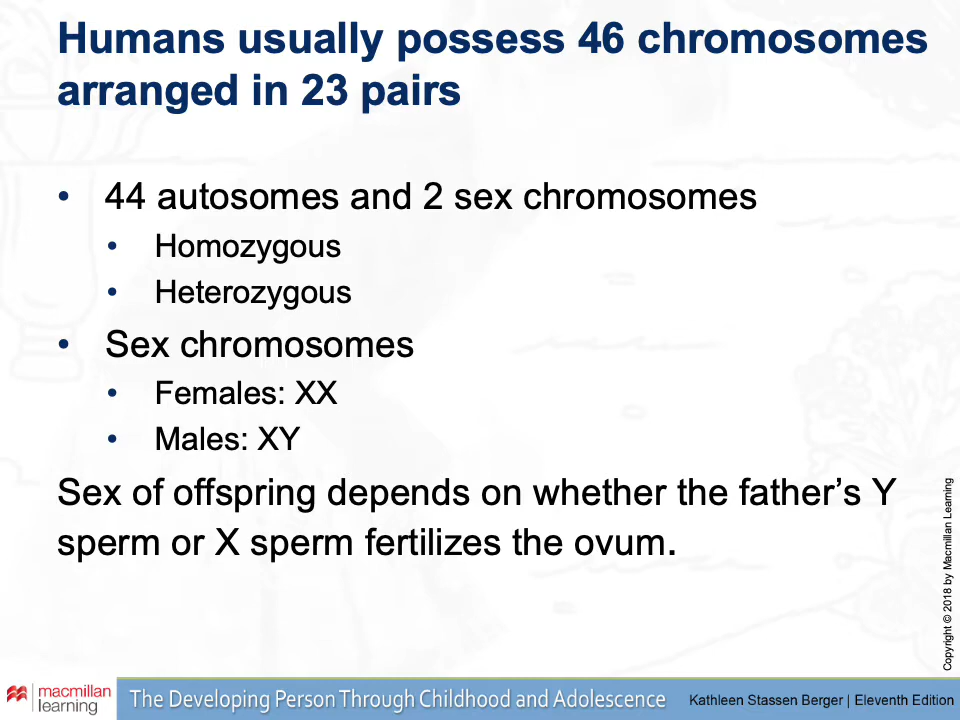 Humans usually possess 46 chromosomes
arranged in 23 pairs
• 44 autosomes and 2 sex chromosomes
• Homozygous
• Heterozygous
• Sex chromosomes
• Females: XX
• Males: XY
Sex of offspring depends on whether the father’s Y
sperm or X sperm fertilizes the ovum.
Copyright © 2018 by Macmillan Learning
macmillan
learning
The Developing Person Through Childhood and Adolescence
Kathleen Stassen Berger | Eleventh Edition